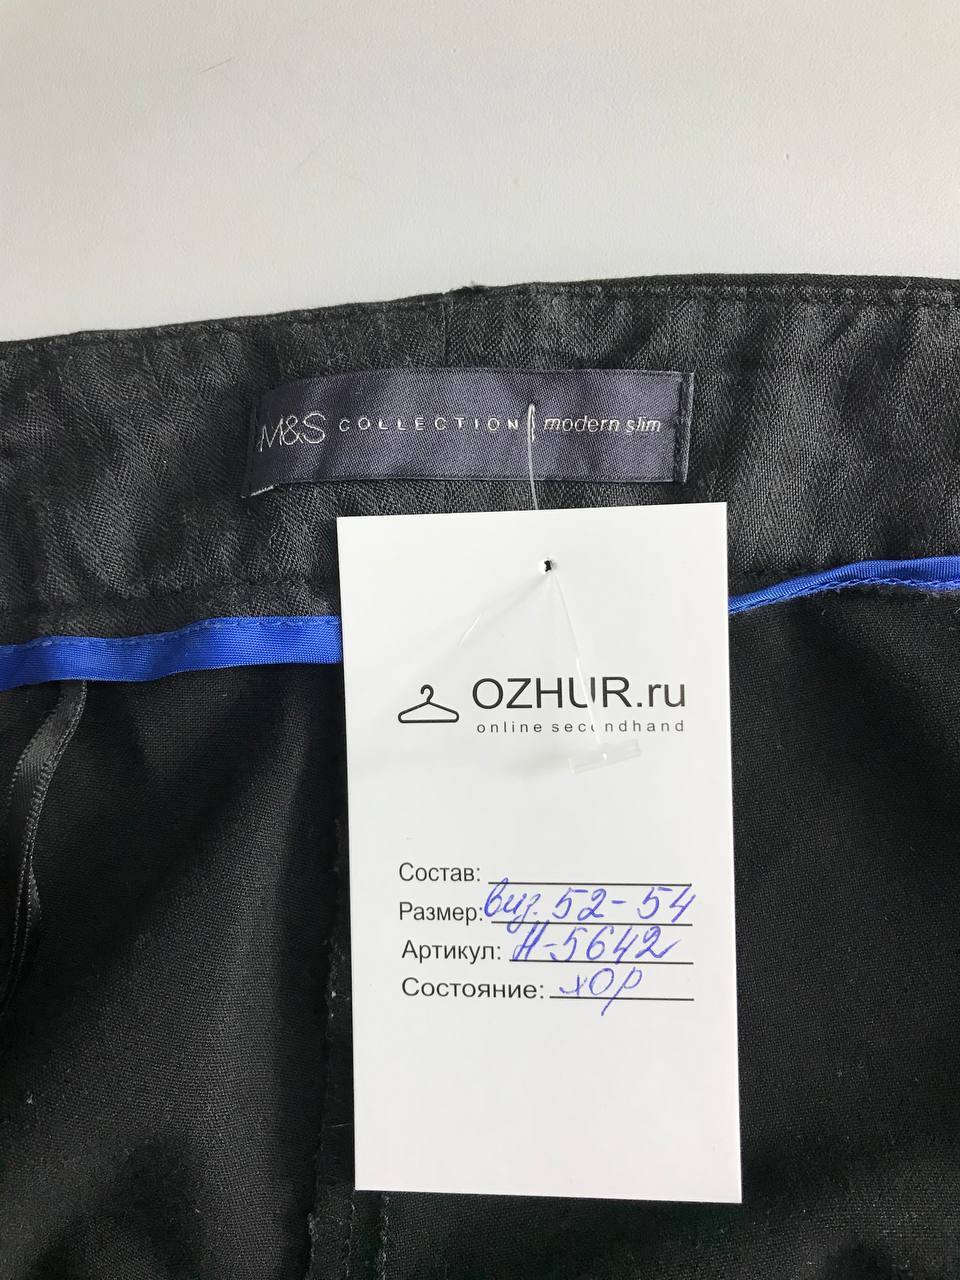 M&S COLLECTION modern slim
OZHUR.ru
online secondhand
Состав:
Размер: виз. 52-54
Артикул: Н-5642
Состояние: хор